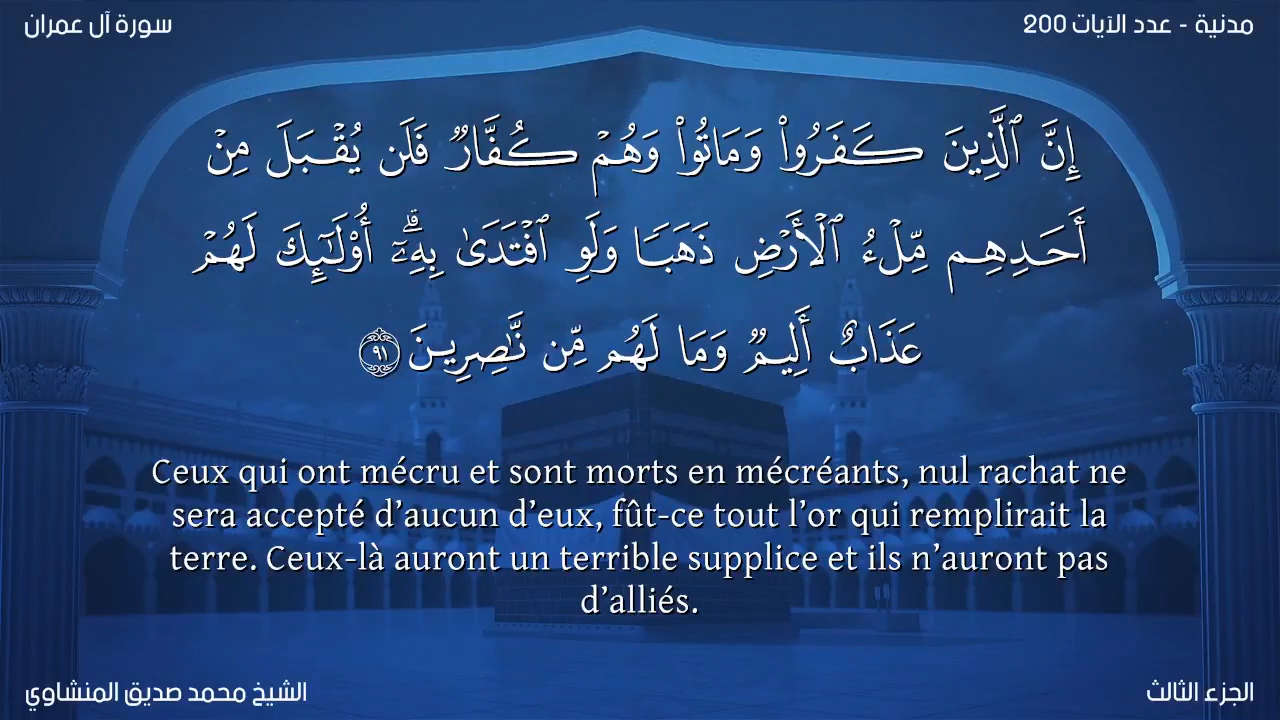 سورة آل عمران
مدنية - عدد الآيات 200
إِنَّ ٱلَّذِينَ كَفَرُوا۟ وَمَاتُوا۟ وَهُمْ كُفَّارٌ فَلَن يُقْبَلَ مِنْ
أَحَدِهِم مِّلْءُ ٱلْأَرْضِ ذَهَبًا وَلَوِ ٱفْتَدَىٰ بِهِۦٓ ۗ أُو۟لَـٰٓئِكَ لَهُمْ
عَذَابٌ أَلِيمٌ وَمَا لَهُم مِّن نَّـٰصِرِينَ ٩١
Ceux qui ont mécru et sont morts en mécréants, nul rachat ne
sera accepté d’aucun d’eux, fût-ce tout l’or qui remplirait la
terre. Ceux-là auront un terrible supplice et ils n’auront pas
d’alliés.
الشيخ محمد صديق المنشاوي
الجزء الثالث